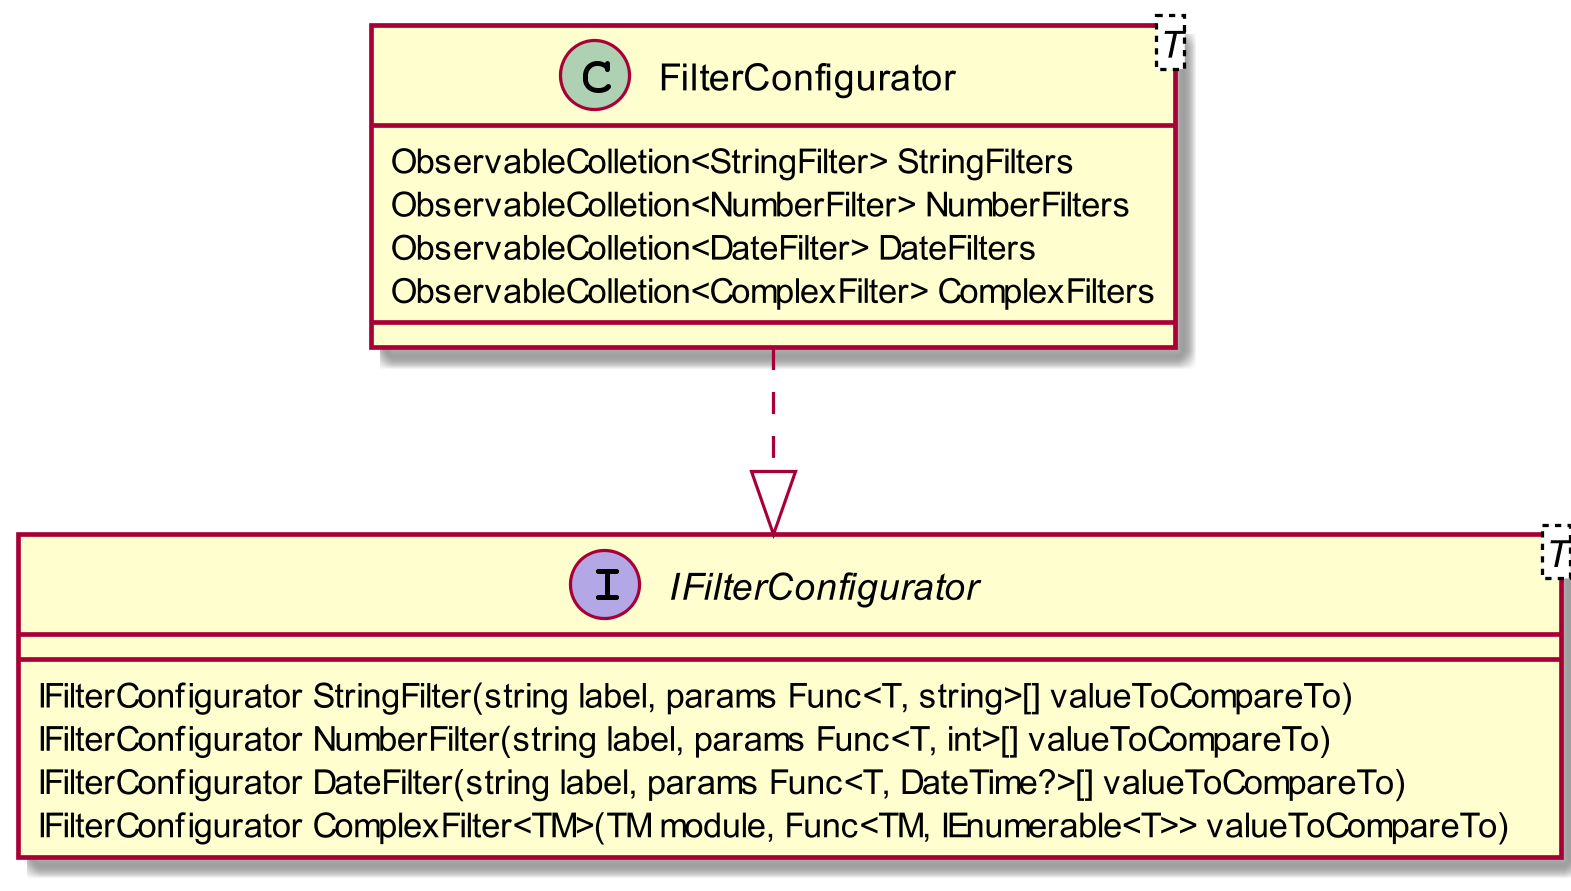 T
C FilterConfigurator
ObservableColletion<StringFilter> StringFilters
ObservableColletion<NumberFilter> NumberFilters
ObservableColletion<DateFilter> DateFilters
ObservableColletion<ComplexFilter> ComplexFilters
T
I IFilterConfigurator
IFilterConfigurator StringFilter(string label, params Func<T, string>[] valueToCompareTo)
IFilterConfigurator NumberFilter(string label, params Func<T, int>[] valueToCompareTo)
IFilterConfigurator DateFilter(string label, params Func<T, DateTime?>[] valueToCompareTo)
IFilterConfigurator ComplexFilter<TM>(TM module, Func<TM, IEnumerable<T>> valueToCompareTo)